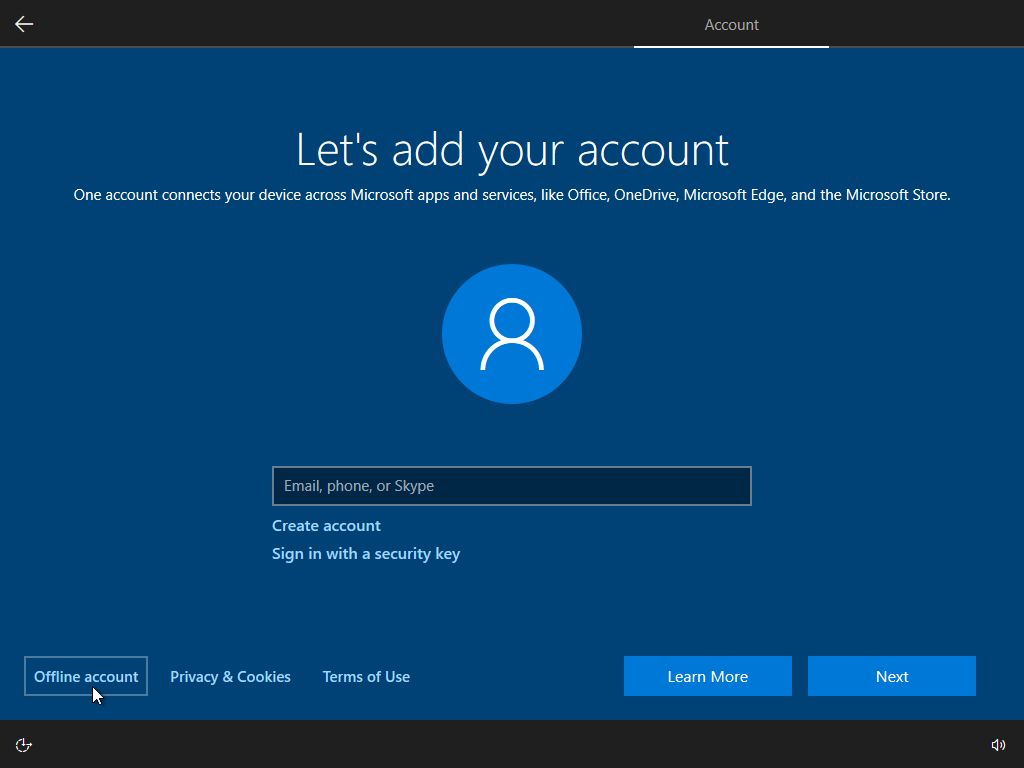 Account
Let's add your account
One account connects your device across Microsoft apps and services, like Office, OneDrive, Microsoft Edge, and the Microsoft Store.
Email, phone, or Skype
Create account
Sign in with a security key
Offline account
Privacy & Cookies
Terms of Use
Learn More
Next